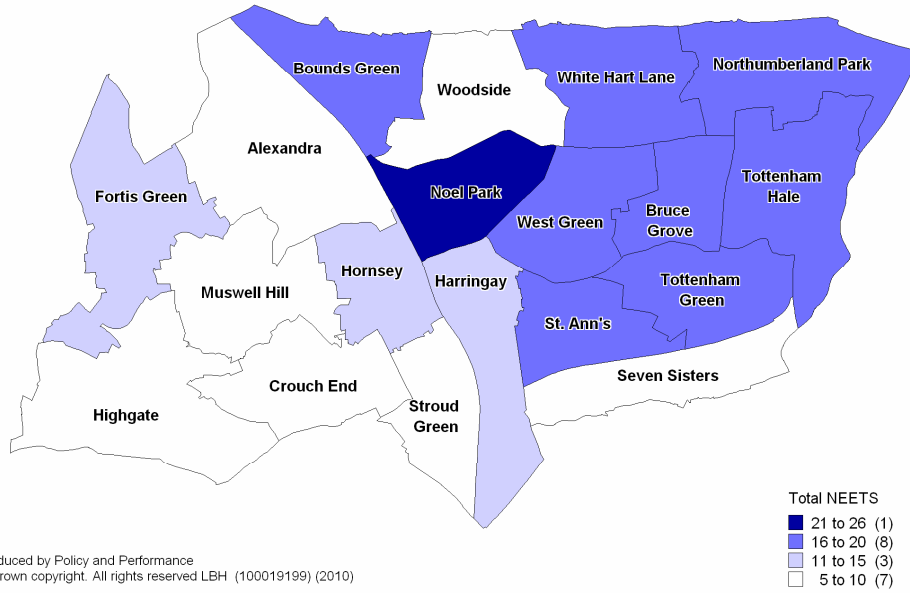 Bounds Green
Woodside
White Hart Lane
Northumberland Park
Alexandra
Fortis Green
Noel Park
Tottenham
Hale
West Green
Bruce
Grove
Hornsey
Harringay
Muswell Hill
Tottenham
Green
St. Ann's
Seven Sisters
Crouch End
Highgate
Stroud
Green
Total NEETS
21 to 26 (1)
16 to 20 (8)
11 to 15 (3)
5 to 10 (7)
duced by Policy and Performance
rown copyright. All rights reserved LBH (100019199) (2010)